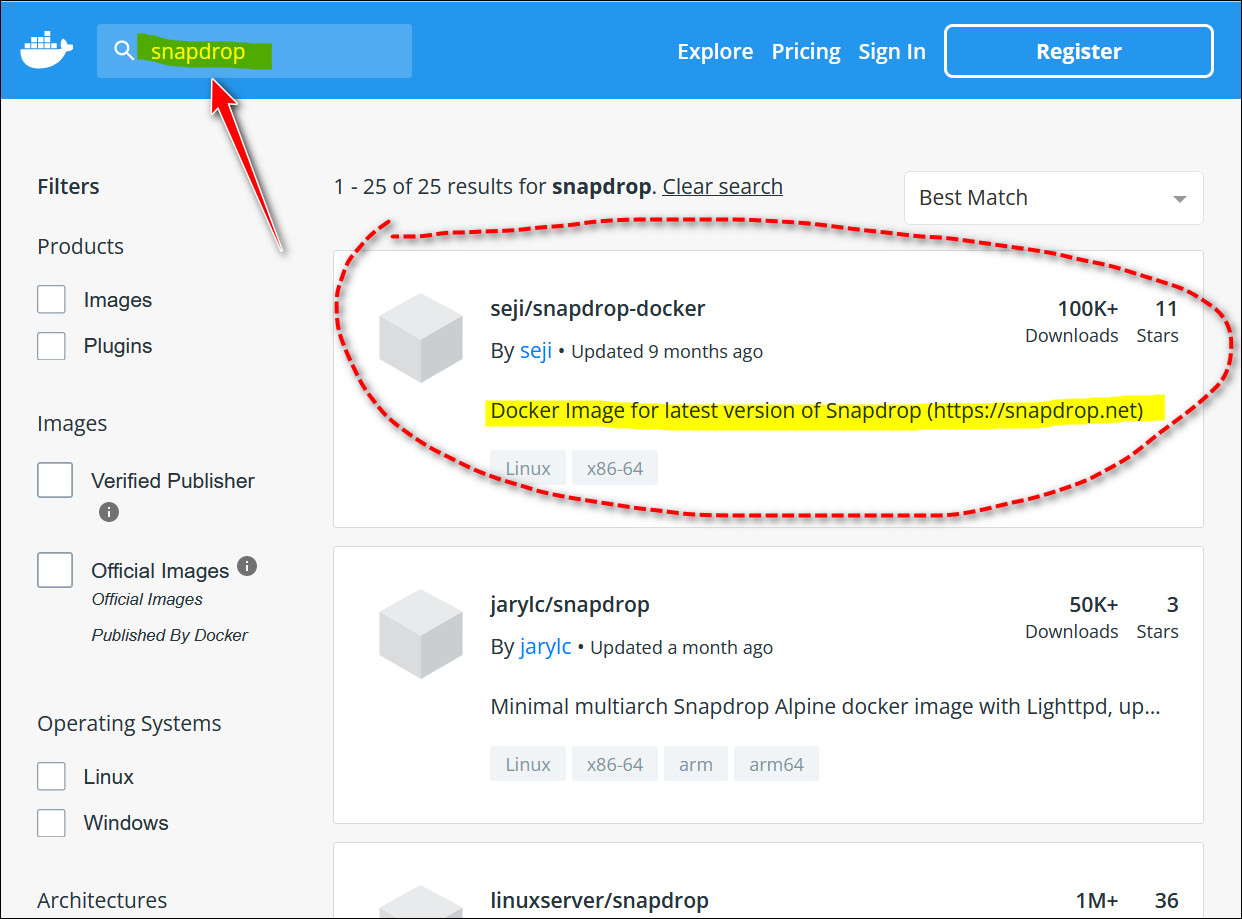 snapdrop
Explore Pricing Sign In Register
Filters
Products
Images
Plugins
Images
Verified Publisher
i
Official Images i
Official Images
Published By Docker
Operating Systems
Linux
Windows
Architectures
1 - 25 of 25 results for snapdrop. Clear search
Best Match
seji/snapdrop-docker
100K+ 11
Downloads Stars
By seji • Updated 9 months ago
Docker Image for latest version of Snapdrop (https://snapdrop.net)
Linux x86-64
jarylc/snapdrop
50K+ 3
Downloads Stars
By jarylc • Updated a month ago
Minimal multiarch Snapdrop Alpine docker image with Lighttpd, up...
Linux x86-64 arm arm64
linuxserver/snapdrop
1M+ 36